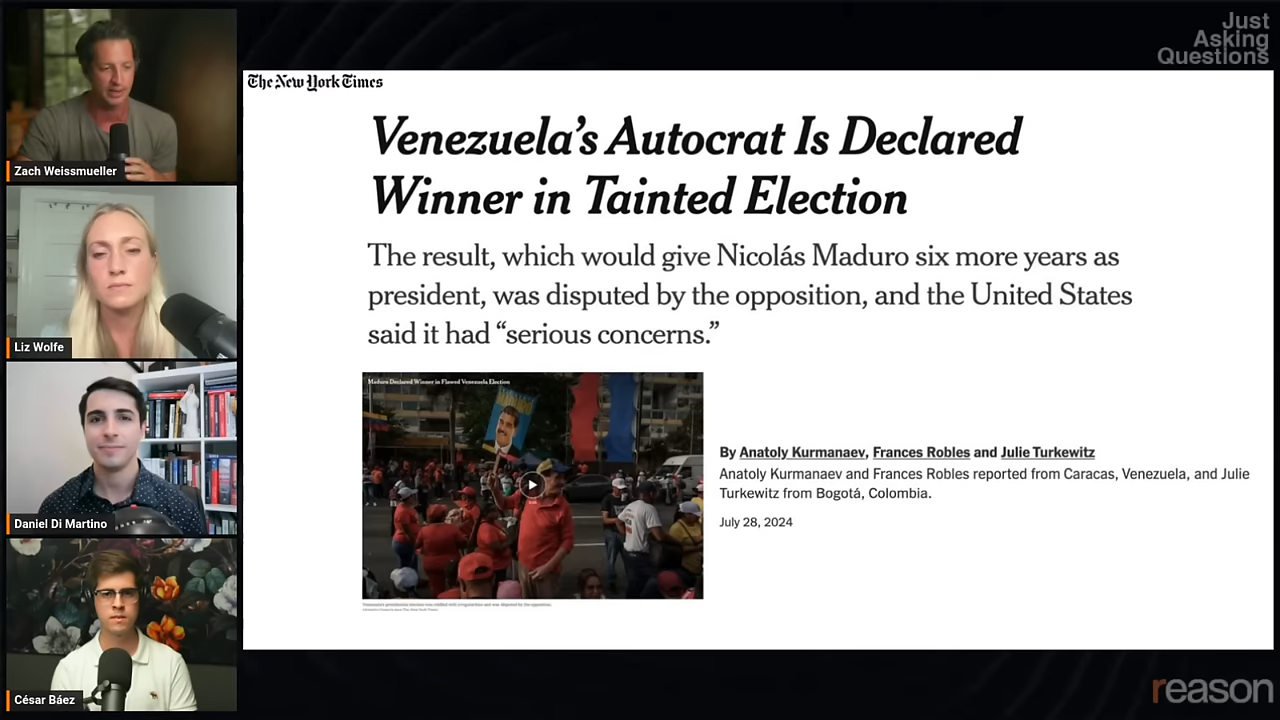 Just
Asking
Questions
The New York Times
Venezuela's Autocrat Is Declared
Winner in Tainted Election
The result, which would give Nicolás Maduro six more years as
president, was disputed by the opposition, and the United States
said it had “serious concerns.”
Maduro Declared Winner in Flawed Venezuela Election
By Anatoly Kurmanaev, Frances Robles and Julie Turkewitz
Anatoly Kurmanaev and Frances Robles reported from Caracas, Venezuela, and Julie
Turkewitz from Bogotá, Colombia.
July 28, 2024
Zach Weissmueller
Liz Wolfe
Daniel Di Martino
César Báez
reason